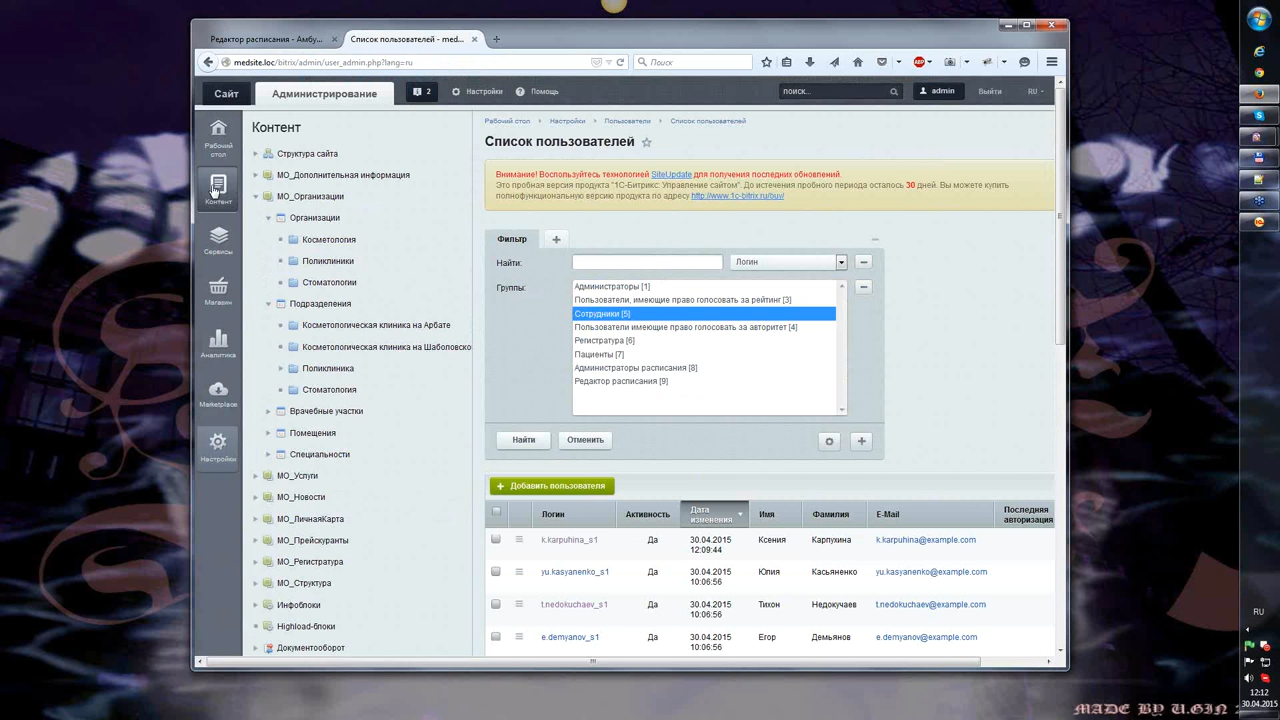 Редактор расписания - Амбу...
Список пользователей - med...
medsite.loc/bitrix/admin/user_admin.php?lang=ru
Поиск
ABP
Сайт
Администрирование
2
Настройки
Помощь
поиск...
admin
Выйти
RU
Рабочий стол
Контент
Сервисы
Магазин
Аналитика
Marketplace
Настройки
Контент
Структура сайта
МО_Дополнительная информация
МО_Организации
Организации
Косметология
Поликлиники
Стоматологии
Подразделения
Косметологическая клиника на Арбате
Косметологическая клиника на Шаболовско
Поликлиника
Стоматология
Врачебные участки
Помещения
Специальности
МО_Услуги
МО_Новости
МО_ЛичнаяКарта
МО_Прейскуранты
МО_Регистратура
МО_Структура
Инфоблоки
Highload-блоки
Документооборот
Рабочий стол Настройки Пользователи Список пользователей
Список пользователей
Внимание! Воспользуйтесь технологией SiteUpdate для получения последних обновлений.
Это пробная версия продукта "1С-Битрикс: Управление сайтом". До истечения пробного периода осталось 30 дней. Вы можете купить
полнофункциональную версию продукта по адресу http://www.1c-bitrix.ru/buy/
Фильтр
Найти:
Логин
Группы:
Администраторы [1]
Пользователи, имеющие право голосовать за рейтинг [3]
Сотрудники [5]
Пользователи имеющие право голосовать за авторитет [4]
Регистратура [6]
Пациенты [7]
Администраторы расписания [8]
Редактор расписания [9]
Найти
Отменить
Добавить пользователя
Логин Активность Дата изменения Имя Фамилия E-Mail Последняя авторизация
k.karpuhina_s1 Да 30.04.2015 12:09:44 Ксения Карпухина k.karpuhina@example.com
yu.kasyanenko_s1 Да 30.04.2015 10:06:56 Юлия Касьяненко yu.kasyanenko@example.com
t.nedokuchaev_s1 Да 30.04.2015 10:06:56 Тихон Недокучаев t.nedokuchaev@example.com
e.demyanov_s1 Да 30.04.2015 10:06:56 Егор Демьянов e.demyanov@example.com
RU
12:12
30.04.2015
MADE BY U.GIN